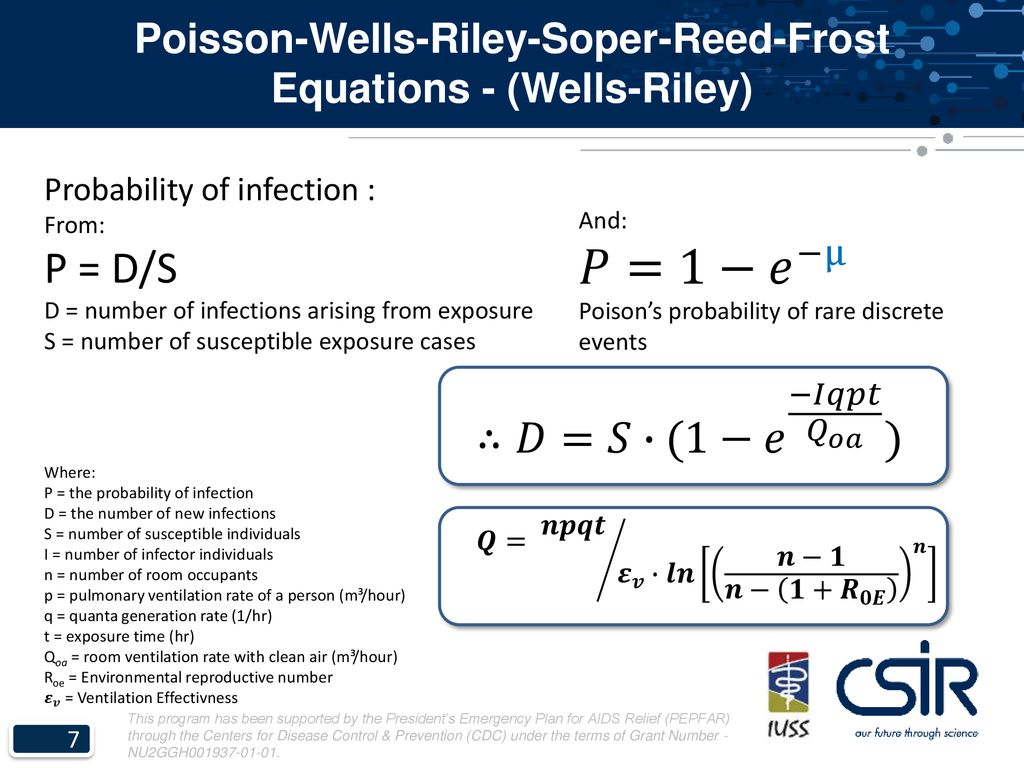 Poisson-Wells-Riley-Soper-Reed-Frost
Equations - (Wells-Riley)
Probability of infection :
From:
P = D/S
D = number of infections arising from exposure
S = number of susceptible exposure cases
And:
𝑃 = 1 − 𝑒^(−µ)
Poison’s probability of rare discrete
events
∴ 𝐷 = 𝑆 ∙ (1 − 𝑒^(−𝐼𝑞𝑝𝑡/𝑄ₒₐ))
Where:
P = the probability of infection
D = the number of new infections
S = number of susceptible individuals
I = number of infector individuals
n = number of room occupants
p = pulmonary ventilation rate of a person (m³/hour)
q = quanta generation rate (1/hr)
t = exposure time (hr)
Qₒₐ = room ventilation rate with clean air (m³/hour)
Rₒₑ = Environmental reproductive number
𝜺ᵥ = Ventilation Effectivness
𝑸 = 𝒏𝒑𝒒𝒕 / 𝜺ᵥ ∙ 𝒍𝒏 [((𝒏 − 𝟏)/(𝒏 − (𝟏 + 𝑹₀E)))^𝒏]
IUSS
CSIR
our future through science
7
This program has been supported by the President’s Emergency Plan for AIDS Relief (PEPFAR)
through the Centers for Disease Control & Prevention (CDC) under the terms of Grant Number -
NU2GGH001937-01-01.